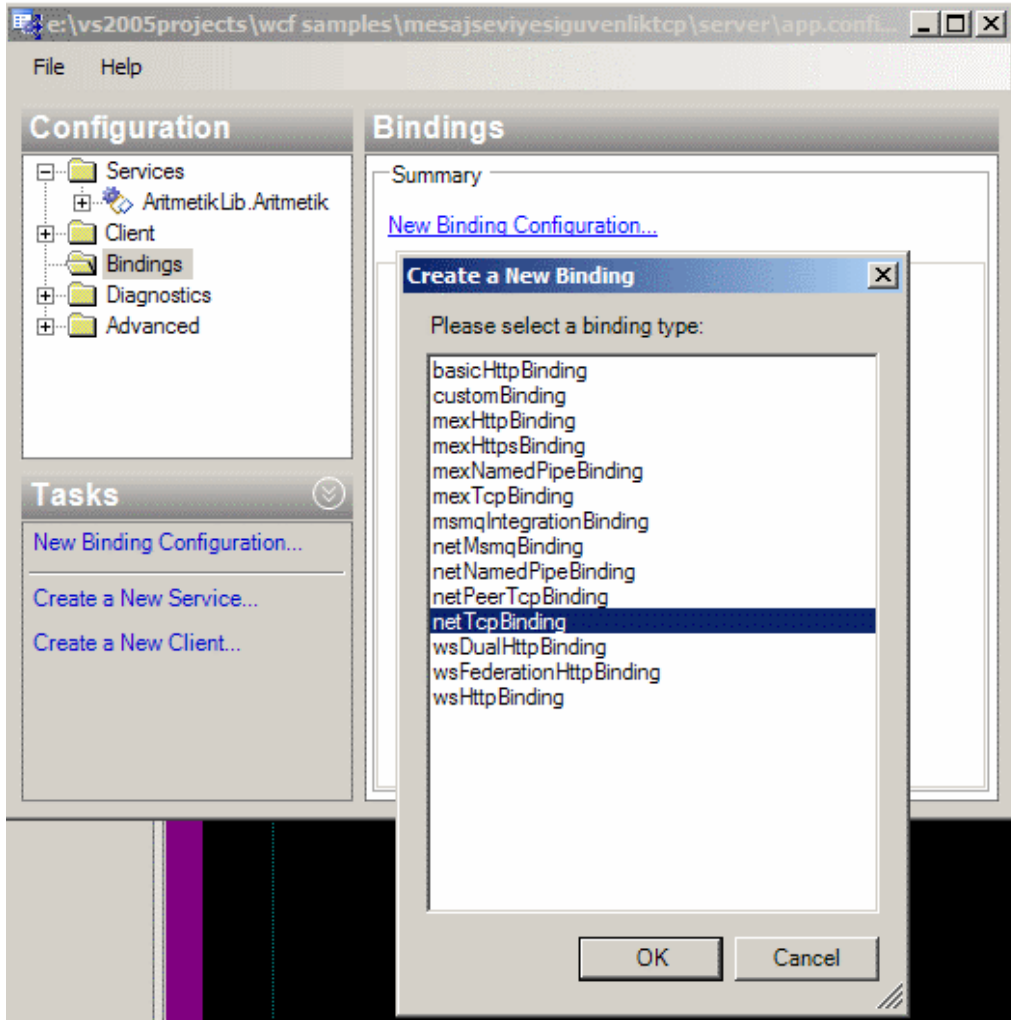 e:\vs2005projects\wcf samples\mesajseviyesiguvenliktcp\server\app.confi...
File Help
Configuration
Services
AritmetikLib.Aritmetik
Client
Bindings
Diagnostics
Advanced
Tasks
New Binding Configuration...
Create a New Service...
Create a New Client...
Bindings
Summary
New Binding Configuration...
Create a New Binding
Please select a binding type:
basicHttpBinding
customBinding
mexHttpBinding
mexHttpsBinding
mexNamedPipeBinding
mexTcpBinding
msmqIntegrationBinding
netMsmqBinding
netNamedPipeBinding
netPeerTcpBinding
netTcpBinding
wsDualHttpBinding
wsFederationHttpBinding
wsHttpBinding
OK Cancel